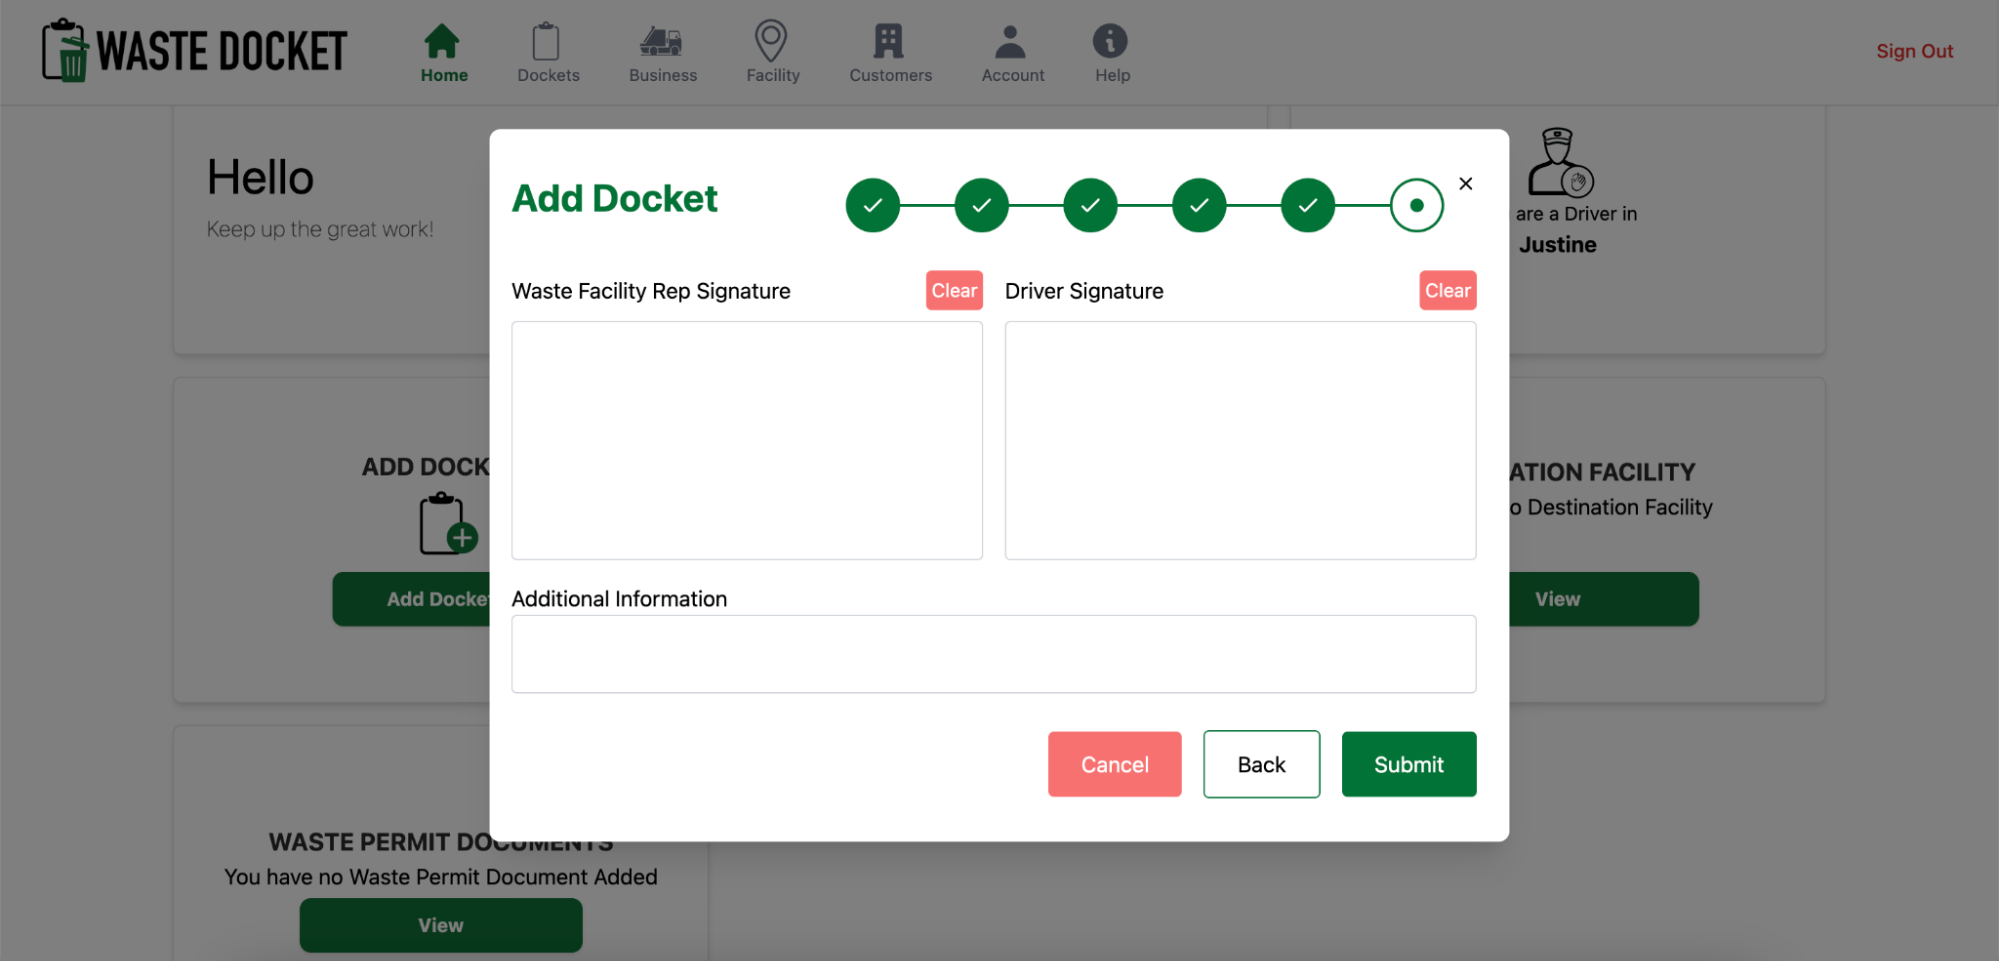 WASTE DOCKET
Home
Dockets
Business
Facility
Customers
Account
Help
Sign Out
Hello
Keep up the great work!
are a Driver in
Justine
Add Docket
Waste Facility Rep Signature
Clear
Driver Signature
Clear
Additional Information
Cancel
Back
Submit
ADD DOCK
Add Docket
ATION FACILITY
o Destination Facility
View
WASTE PERMIT DOCUMENTS
You have no Waste Permit Document Added
View